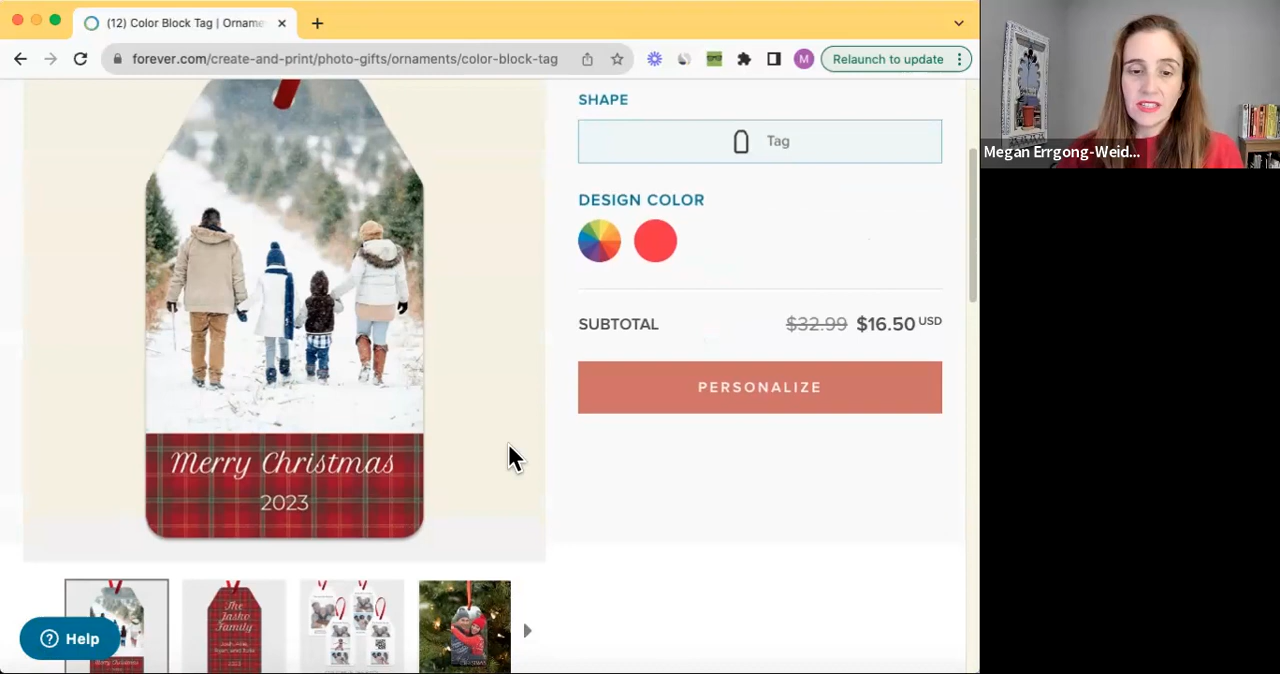 (12) Color Block Tag | Orname
forever.com/create-and-print/photo-gifts/ornaments/color-block-tag
M
Relaunch to update
Megan Errgong-Weid...
SHAPE
Tag
DESIGN COLOR
SUBTOTAL $32.99 $16.50 USD
PERSONALIZE
Merry Christmas
2023
The
Jasko
Family
2023
Help